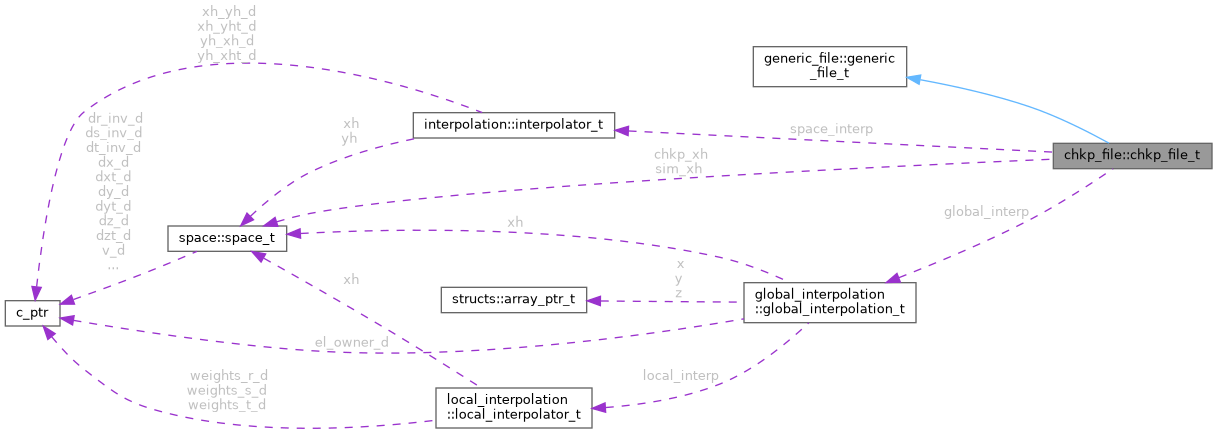 xh_yh_d
xh_yht_d
yh_xh_d
yh_xht_d
generic_file::generic
_file_t
dr_inv_d
ds_inv_d
dt_inv_d
dx_d
dxt_d
dy_d
dyt_d
dz_d
dzt_d
v_d
...
xh
yh
interpolation::interpolator_t
space_interp
chkp_file::chkp_file_t
chkp_xh
sim_xh
global_interp
space::space_t
xh
xh
x
y
z
structs::array_ptr_t
global_interpolation
::global_interpolation_t
c_ptr
el_owner_d
weights_r_d
weights_s_d
weights_t_d
local_interp
local_interpolation
::local_interpolator_t